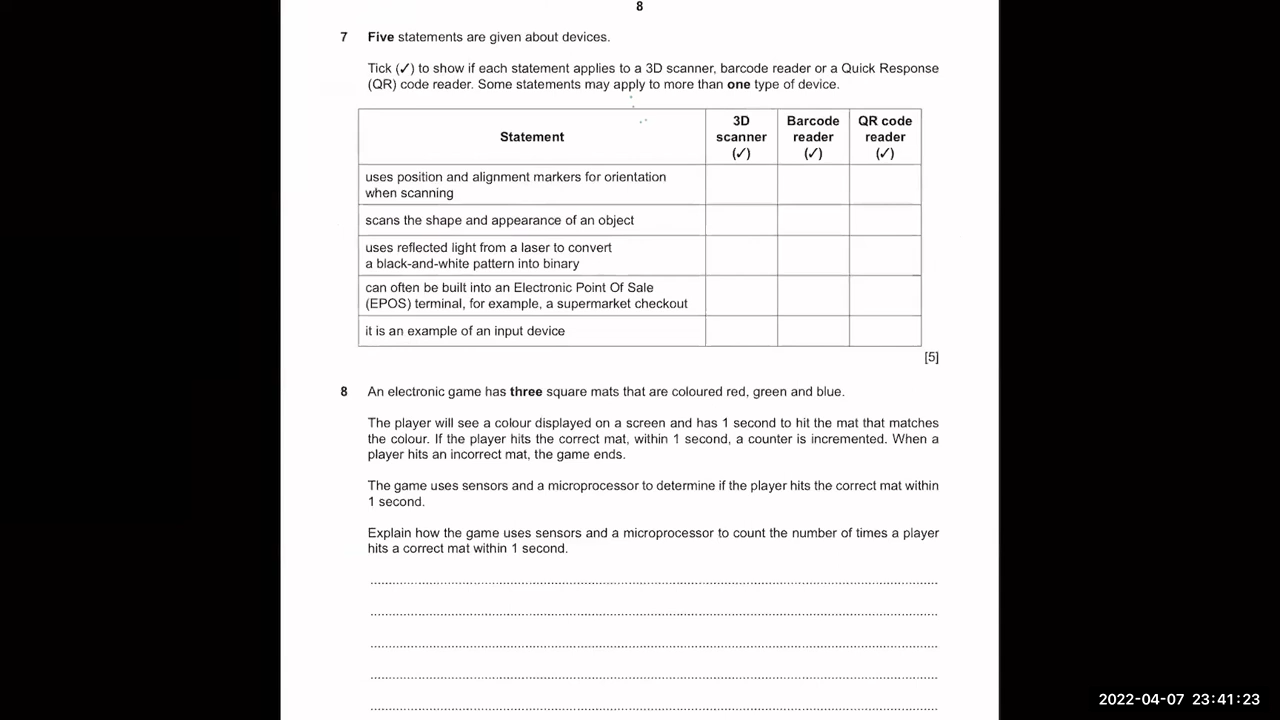 8
7 Five statements are given about devices.
Tick (✓) to show if each statement applies to a 3D scanner, barcode reader or a Quick Response
(QR) code reader. Some statements may apply to more than one type of device.
Statement
3D
scanner
(✓)
Barcode
reader
(✓)
QR code
reader
(✓)
uses position and alignment markers for orientation
when scanning
scans the shape and appearance of an object
uses reflected light from a laser to convert
a black-and-white pattern into binary
can often be built into an Electronic Point Of Sale
(EPOS) terminal, for example, a supermarket checkout
it is an example of an input device
[5]
8 An electronic game has three square mats that are coloured red, green and blue.
The player will see a colour displayed on a screen and has 1 second to hit the mat that matches
the colour. If the player hits the correct mat, within 1 second, a counter is incremented. When a
player hits an incorrect mat, the game ends.
The game uses sensors and a microprocessor to determine if the player hits the correct mat within
1 second.
Explain how the game uses sensors and a microprocessor to count the number of times a player
hits a correct mat within 1 second.
2022-04-07 23:41:23